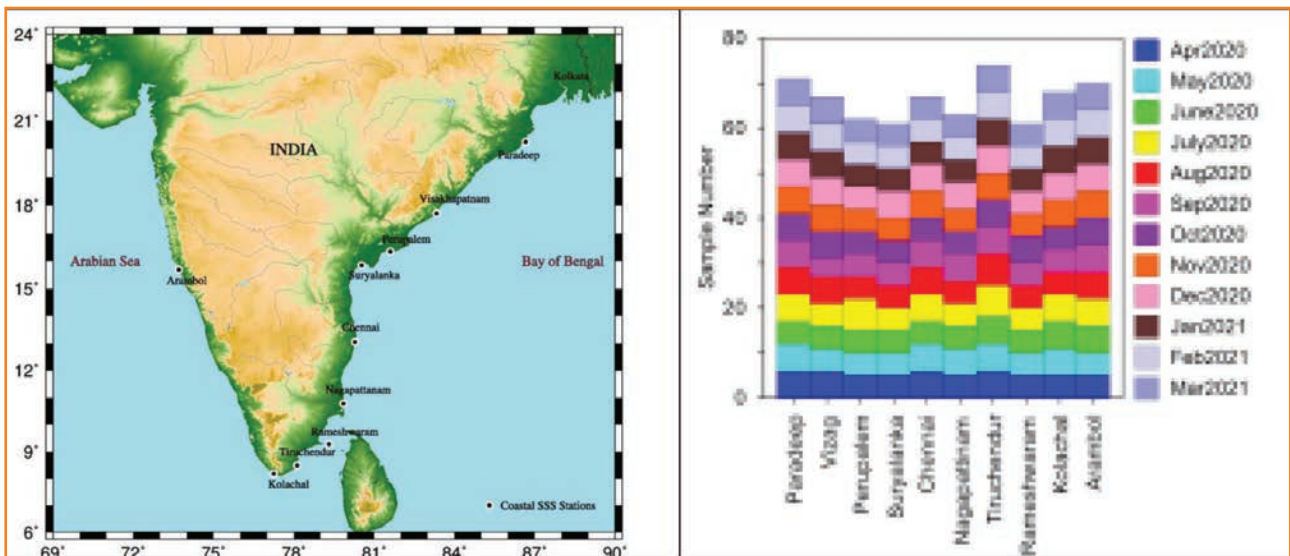 24°
21°
18°
15°
12°
9°
6°
69°
72°
75°
78°
81°
84°
87°
90°
Kolkata
INDIA
Paradeep
Visakhapatnam
Perupalem
Arabian Sea
Bay of Bengal
Suryalanka
Arambol
Chennai
Nagapattanam
Rameshwaram
Tiruchendur
Kolachal
Coastal SSS Stations
80
60
40
20
0
Sample Number
Paradeep
Vizag
Perupalem
Suryalanka
Chennai
Nagapattinam
Tiruchendur
Rameshwaram
Kolachal
Arambol
Apr2020
May2020
June2020
July2020
Aug2020
Sep2020
Oct2020
Nov2020
Dec2020
Jan2021
Feb2021
Mar2021